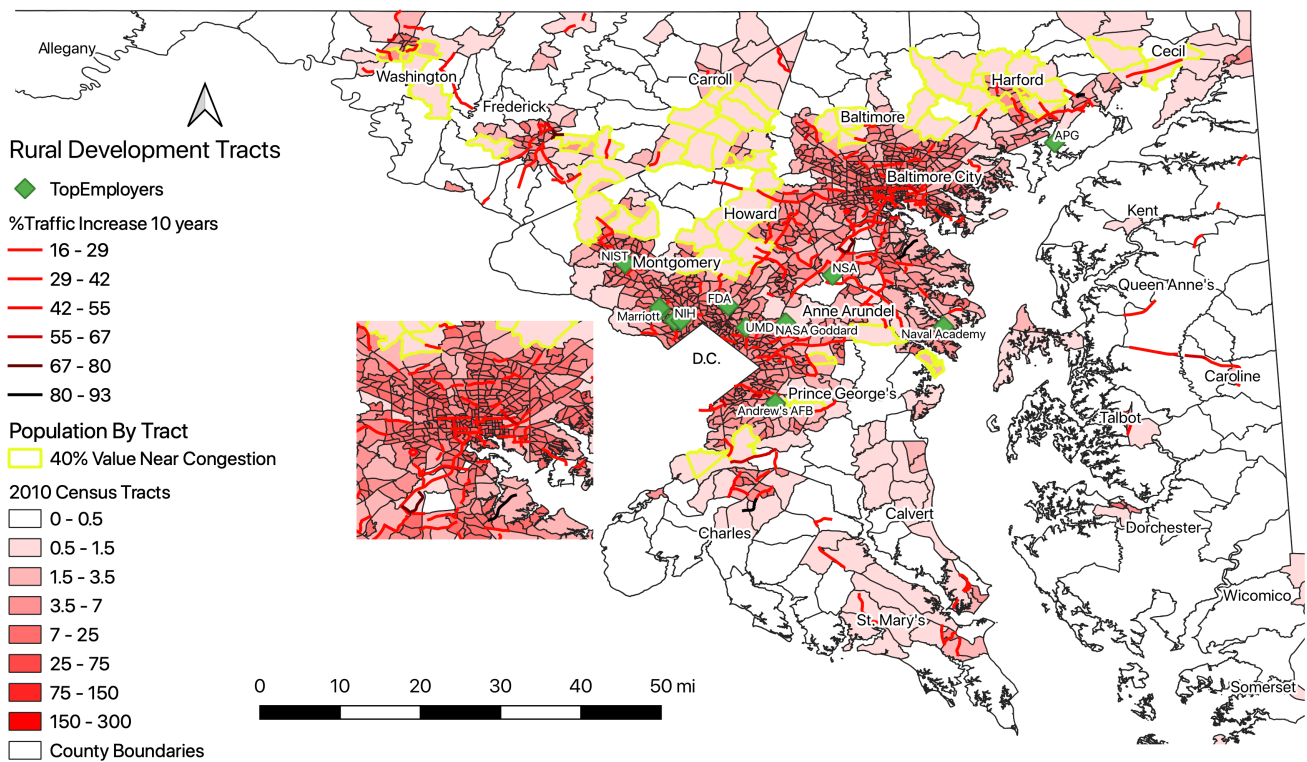 Allegany
Washington
Frederick
Carroll
Baltimore
Harford
Cecil
APG
Baltimore City
Howard
Kent
NIST
Montgomery
NSA
Queen Anne's
FDA
Marriott
NIH
Anne Arundel
UMD
NASA Goddard
Naval Academy
D.C.
Caroline
Prince George's
Andrew's AFB
Talbot
Calvert
Charles
Dorchester
Wicomico
St. Mary's
Somerset
Rural Development Tracts
TopEmployers
%Traffic Increase 10 years
16 - 29
29 - 42
42 - 55
55 - 67
67 - 80
80 - 93
Population By Tract
40% Value Near Congestion
2010 Census Tracts
0 - 0.5
0.5 - 1.5
1.5 - 3.5
3.5 - 7
7 - 25
25 - 75
75 - 150
150 - 300
County Boundaries
0 10 20 30 40 50 mi